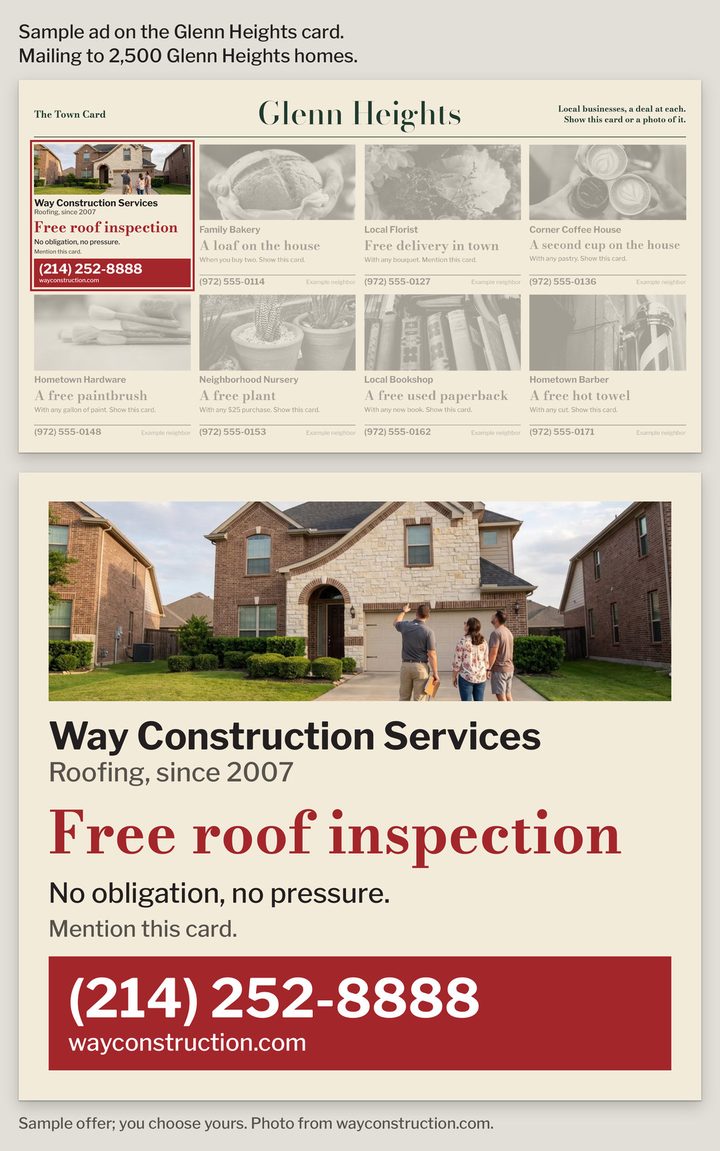 Sample ad on the Glenn Heights card.
Mailing to 2,500 Glenn Heights homes.
The Town Card
Glenn Heights
Local businesses, a deal at each.
Show this card or a photo of it.
Way Construction Services
Roofing, since 2007
Free roof inspection
No obligation, no pressure.
Mention this card.
(214) 252-8888
wayconstruction.com
Family Bakery
A loaf on the house
When you buy two. Show this card.
(972) 555-0114 Example neighbor
Local Florist
Free delivery in town
With any bouquet. Mention this card.
(972) 555-0127 Example neighbor
Corner Coffee House
A second cup on the house
With any pastry. Show this card.
(972) 555-0136 Example neighbor
Hometown Hardware
A free paintbrush
With any gallon of paint. Show this card.
(972) 555-0148 Example neighbor
Neighborhood Nursery
A free plant
With any $25 purchase. Show this card.
(972) 555-0153 Example neighbor
Local Bookshop
A free used paperback
With any new book. Show this card.
(972) 555-0162 Example neighbor
Hometown Barber
A free hot towel
With any cut. Show this card.
(972) 555-0171 Example neighbor
Way Construction Services
Roofing, since 2007
Free roof inspection
No obligation, no pressure.
Mention this card.
(214) 252-8888
wayconstruction.com
Sample offer; you choose yours. Photo from wayconstruction.com.